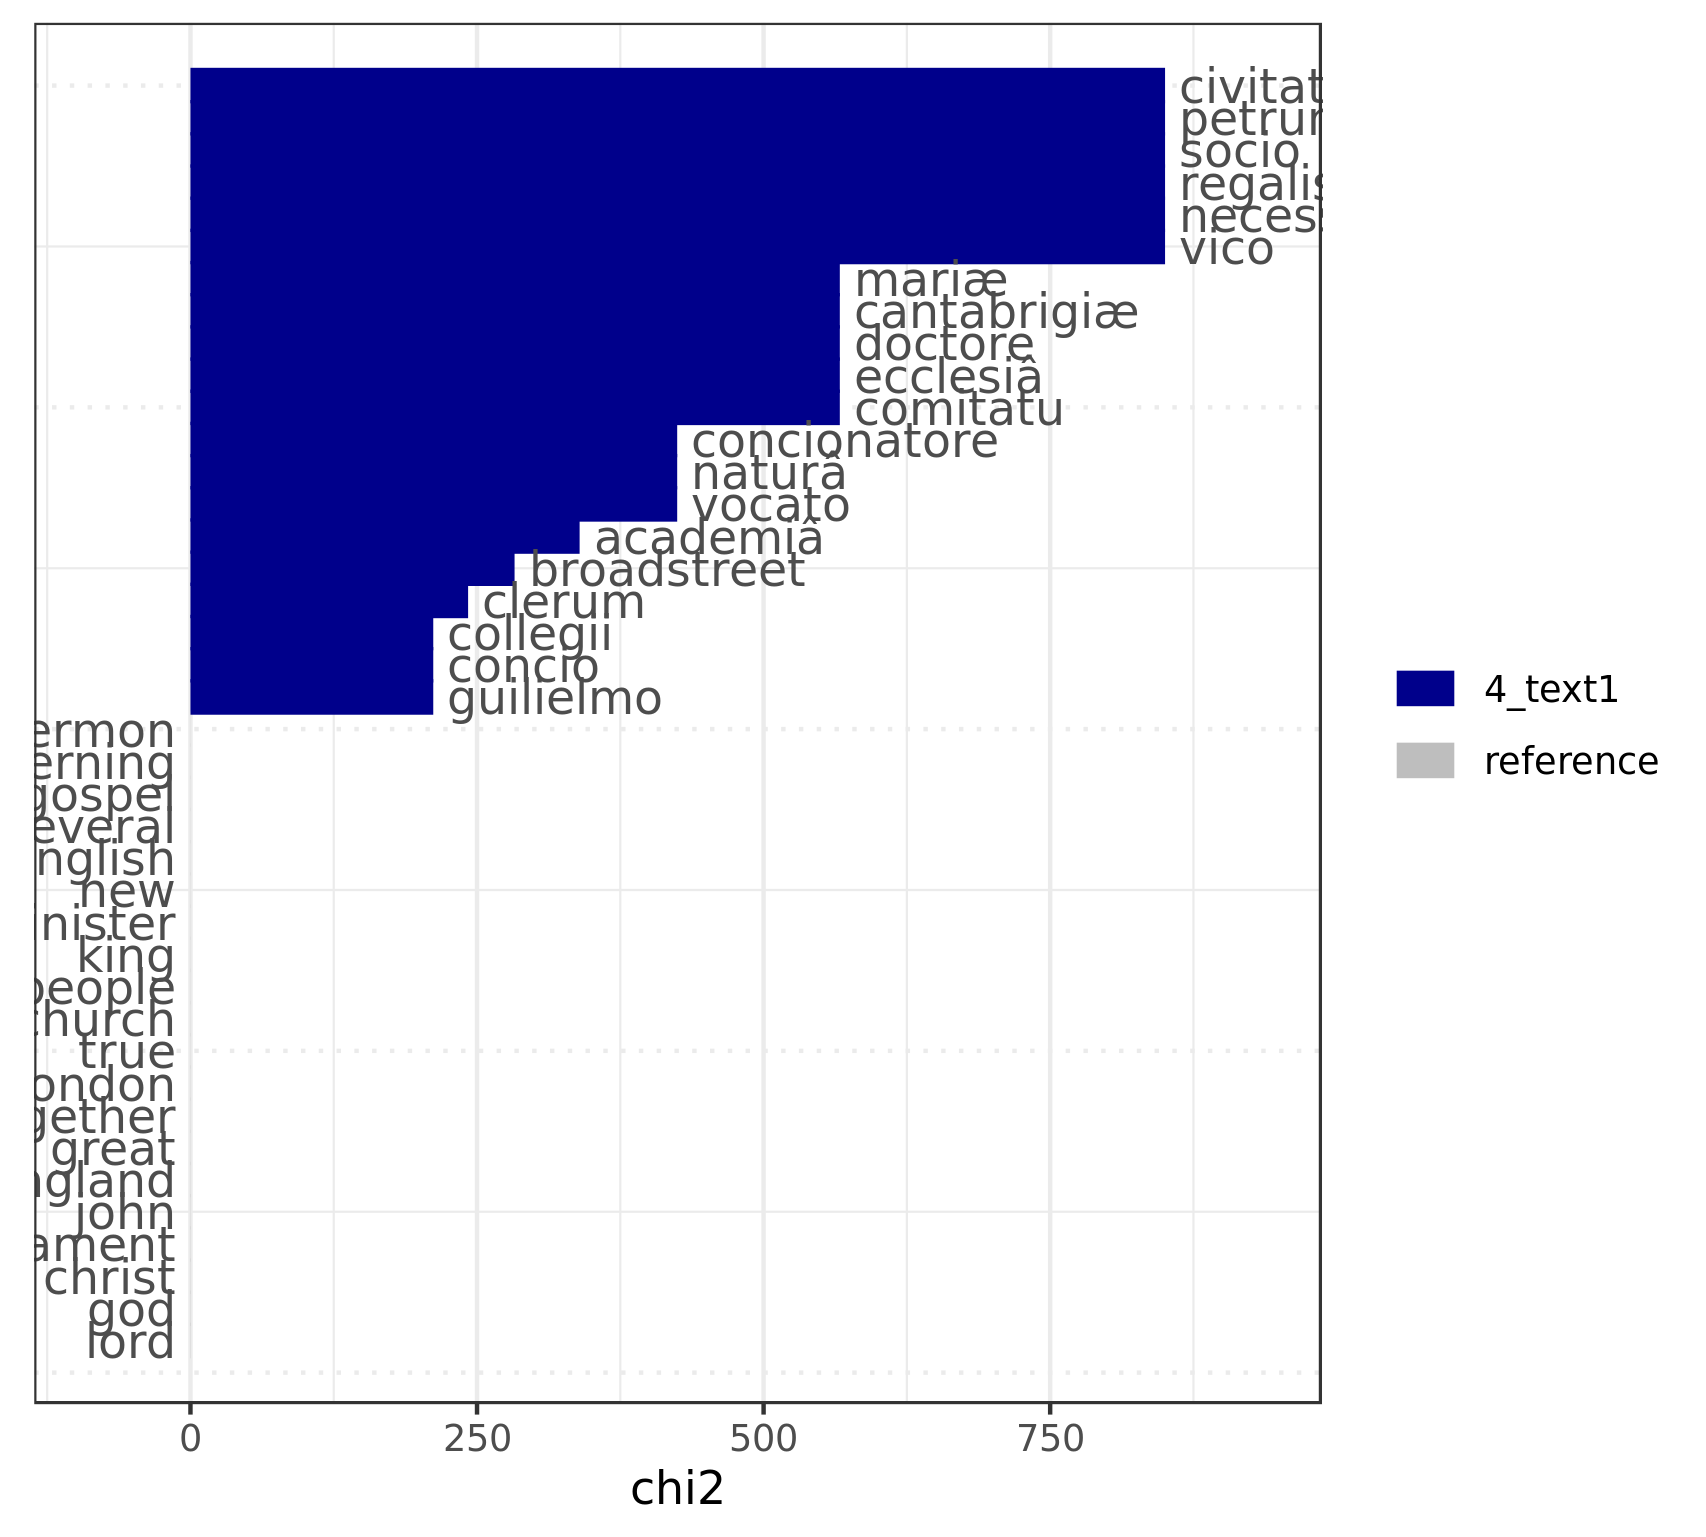 civitat
petrur
socio
regalis
neces
vico
mariæ
cantabrigiæ
doctore
ecclesiâ
comitatu
concionatore
naturâ
vocato
academiâ
broadstreet
clerum
collegii
concio
guilielmo
ermon
erning
gospel
everal
nglish
new
nister
king
people
church
true
ondon
gether
great
ngland
john
ament
christ
god
lord
4_text1
reference
0 250 500 750
chi2